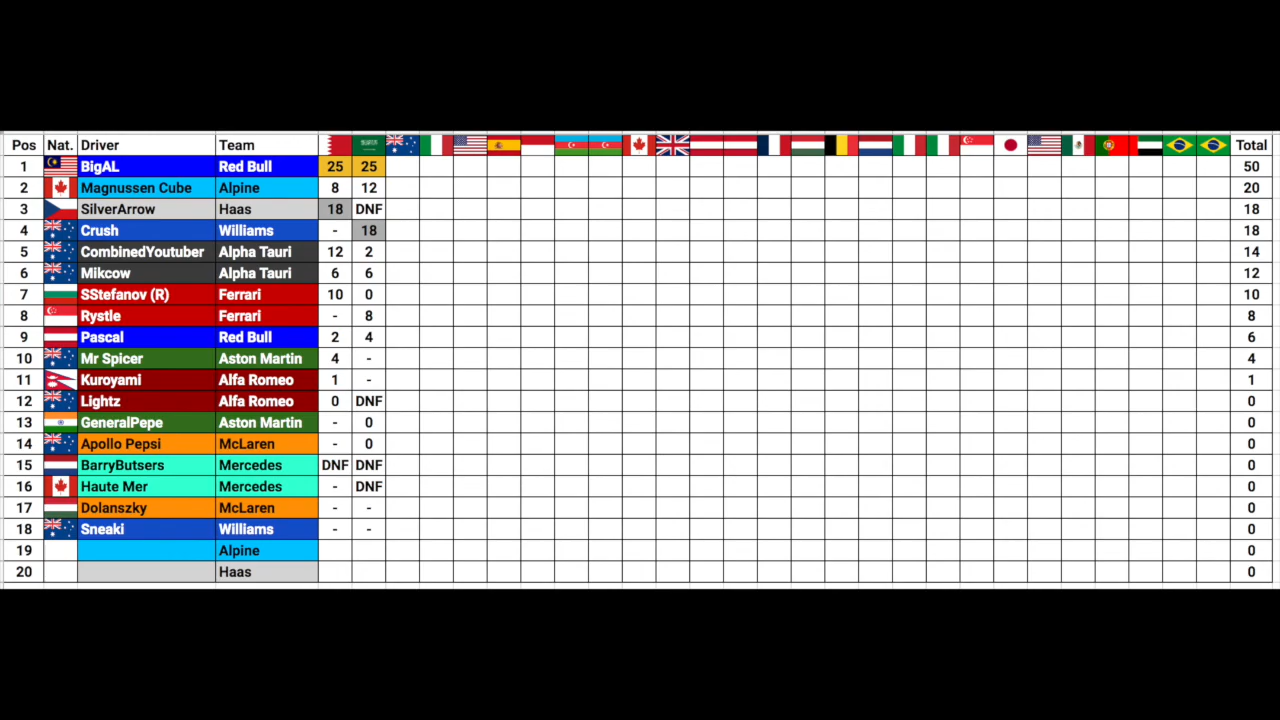 Pos Nat. Driver Team Total
1 BigAL Red Bull 25 25 50
2 Magnussen Cube Alpine 8 12 20
3 SilverArrow Haas 18 DNF 18
4 Crush Williams - 18 18
5 CombinedYoutuber Alpha Tauri 12 2 14
6 Mikcow Alpha Tauri 6 6 12
7 SStefanov (R) Ferrari 10 0 10
8 Rystle Ferrari - 8 8
9 Pascal Red Bull 2 4 6
10 Mr Spicer Aston Martin 4 - 4
11 Kuroyami Alfa Romeo 1 - 1
12 Lightz Alfa Romeo 0 DNF 0
13 GeneralPepe Aston Martin - 0 0
14 Apollo Pepsi McLaren - 0 0
15 BarryButsers Mercedes DNF DNF 0
16 Haute Mer Mercedes - DNF 0
17 Dolanszky McLaren - - 0
18 Sneaki Williams - - 0
19 Alpine 0
20 Haas 0